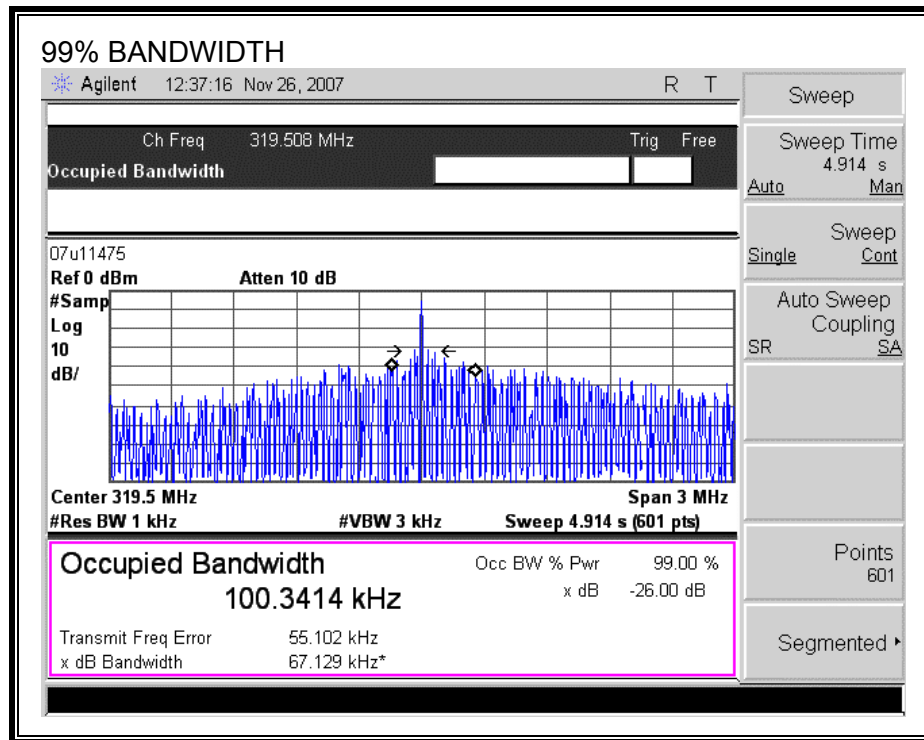 99% BANDWIDTH
Agilent 12:37:16 Nov 26, 2007 R T
Ch Freq 319.508 MHz Trig Free
Occupied Bandwidth
07u11475
Ref 0 dBm Atten 10 dB
#Samp
Log
10
dB/
Center 319.5 MHz Span 3 MHz
#Res BW 1 kHz #VBW 3 kHz Sweep 4.914 s (601 pts)
Occupied Bandwidth Occ BW % Pwr 99.00 %
100.3414 kHz x dB -26.00 dB
Transmit Freq Error 55.102 kHz
x dB Bandwidth 67.129 kHz*
Sweep
Sweep Time
4.914 s
Auto Man
Sweep
Single Cont
Auto Sweep
Coupling
SR SA
Points
601
Segmented